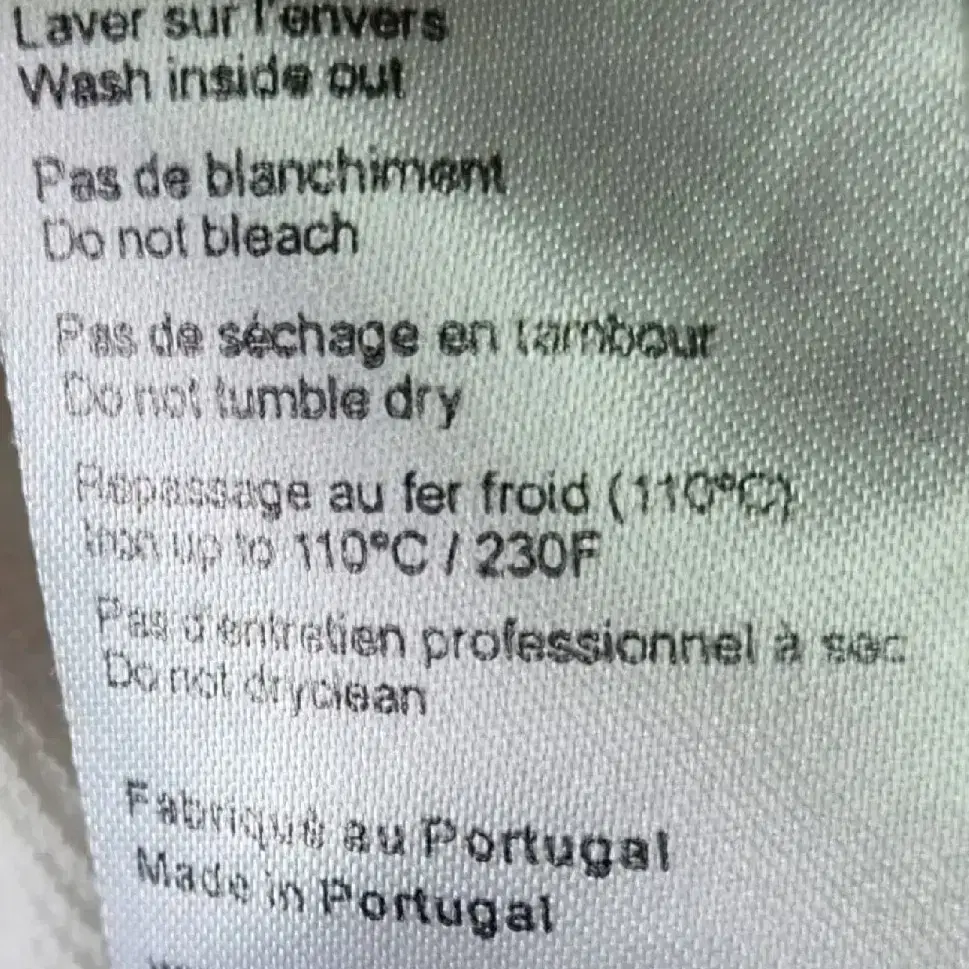 Laver sur l'envers
Wash inside out
Pas de blanchiment
Do not bleach
Pas de séchage en tambour
Do not tumble dry
Repassage au fer froid (110°C)
Iron up to 110°C / 230F
Pas d'entretien professionnel à sec
Do not dryclean
Fabriqué au Portugal
Made in Portugal